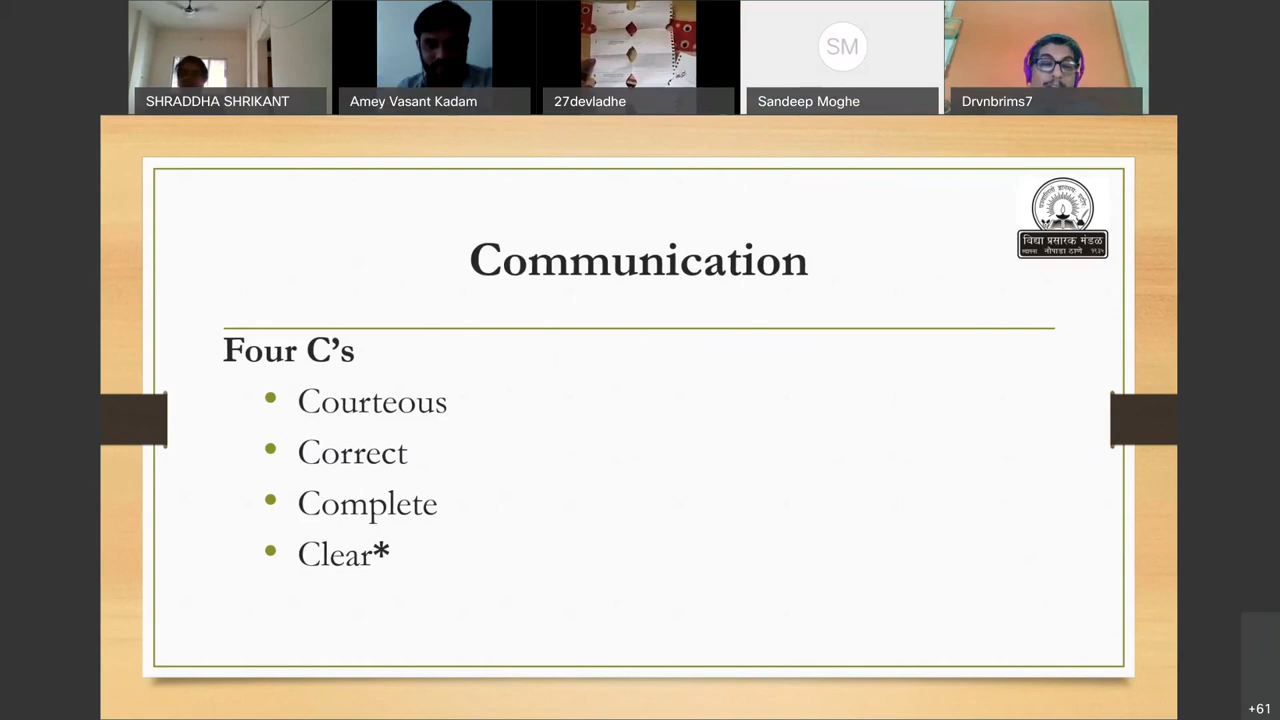 SHRADDHA SHRIKANT
Amey Vasant Kadam
27devladhe
SM
Sandeep Moghe
Drvnbrims7
विद्या प्रसारक मंडळ
नौपाडा ठाणे
१९३५
Communication
Four C’s
• Courteous
• Correct
• Complete
• Clear*
+61